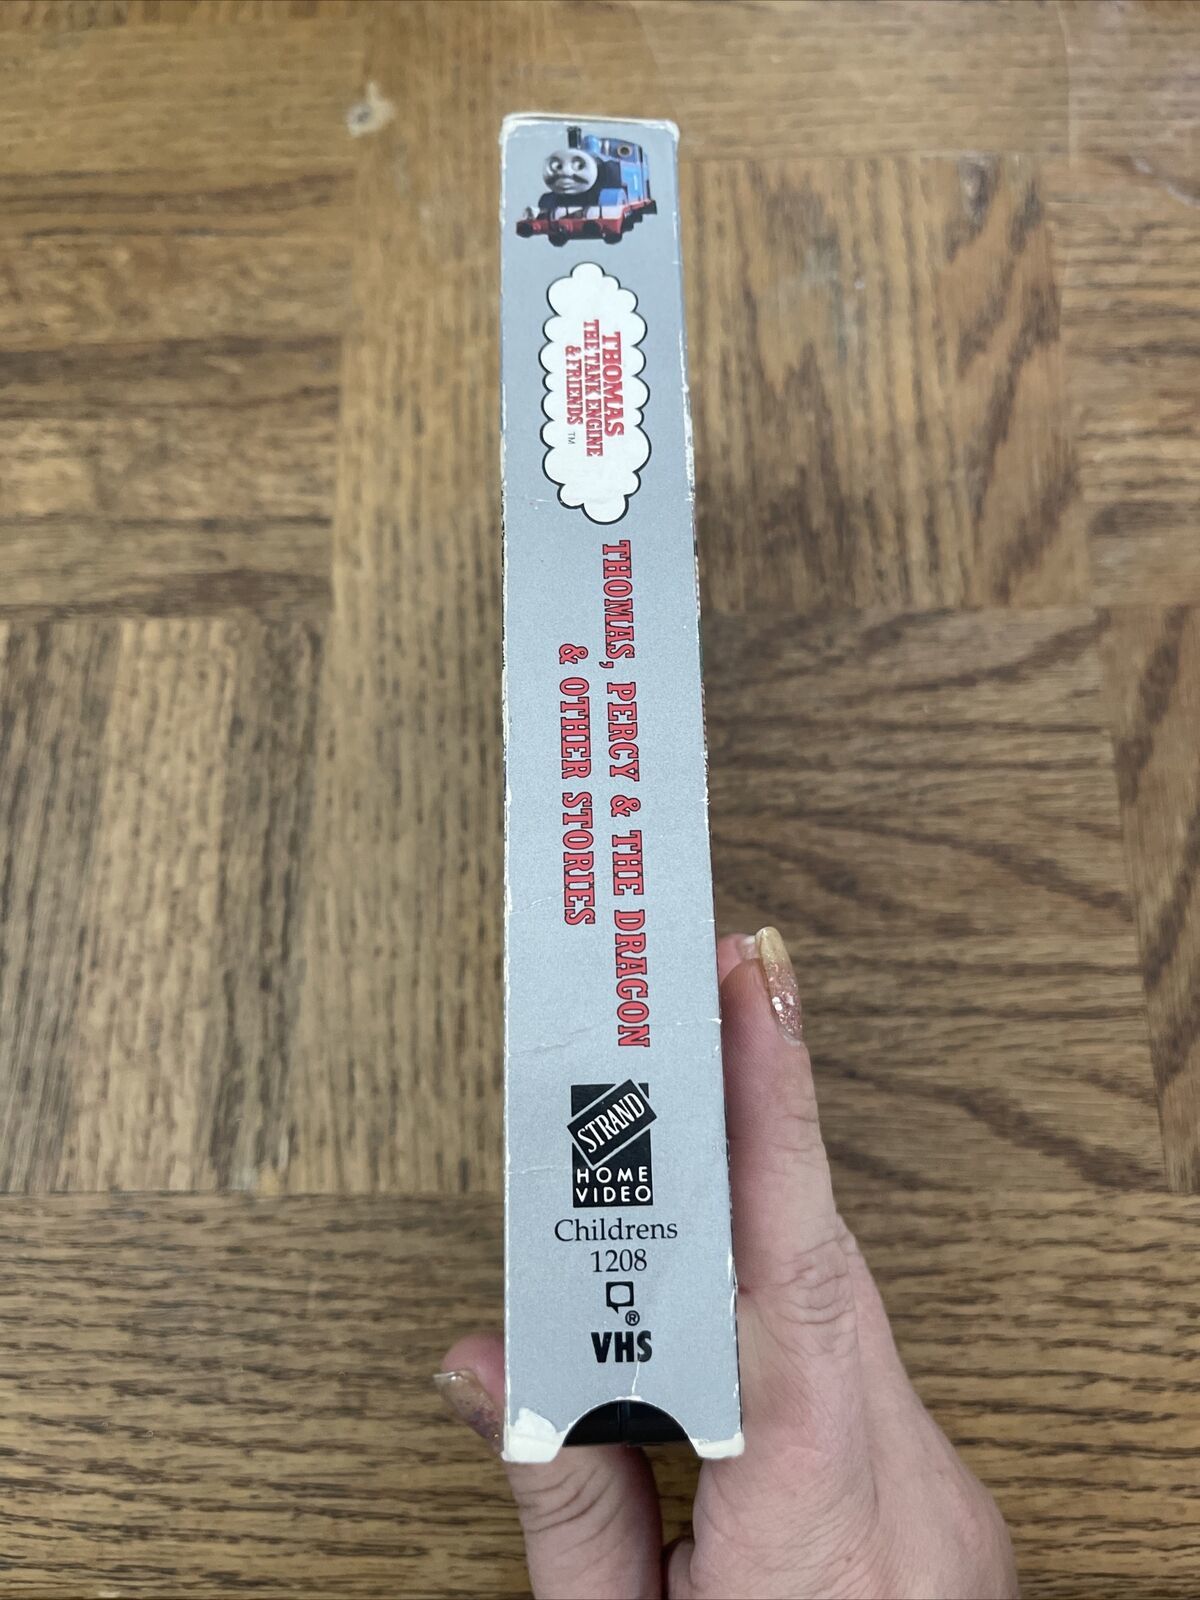 THOMAS
THE TANK ENGINE
& FRIENDS ™
THOMAS, PERCY & THE DRAGON
& OTHER STORIES
STRAND
HOME
VIDEO
Childrens
1208
®
VHS